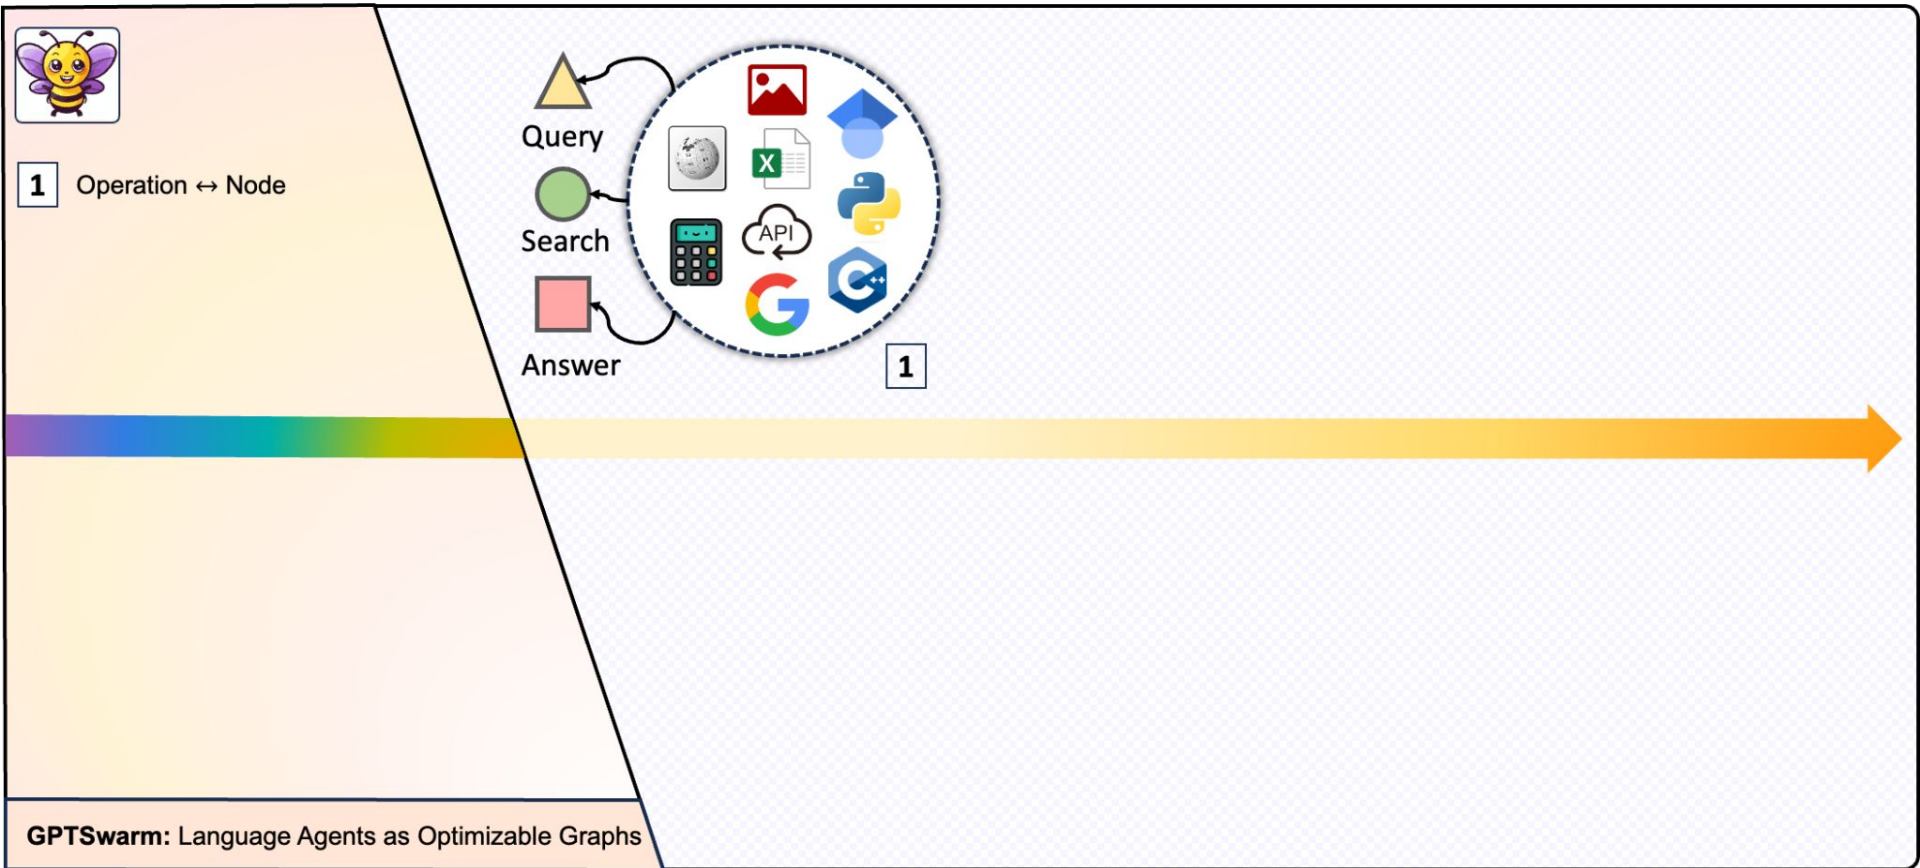 1 Operation ↔ Node
Query
Search
Answer
X
API
G
C++
1
GPTSwarm: Language Agents as Optimizable Graphs